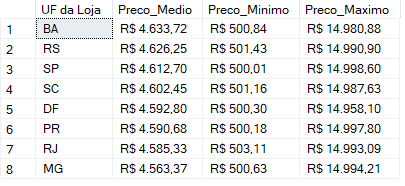 UF da Loja Preco_Medio Preco_Minimo Preco_Maximo
1 BA R$ 4.633,72 R$ 500,84 R$ 14.980,88
2 RS R$ 4.626,25 R$ 501,43 R$ 14.990,90
3 SP R$ 4.612,70 R$ 500,01 R$ 14.998,60
4 SC R$ 4.602,45 R$ 501,16 R$ 14.987,63
5 DF R$ 4.592,80 R$ 500,30 R$ 14.958,10
6 PR R$ 4.590,68 R$ 500,18 R$ 14.997,80
7 RJ R$ 4.585,33 R$ 503,11 R$ 14.993,09
8 MG R$ 4.563,37 R$ 500,63 R$ 14.994,21